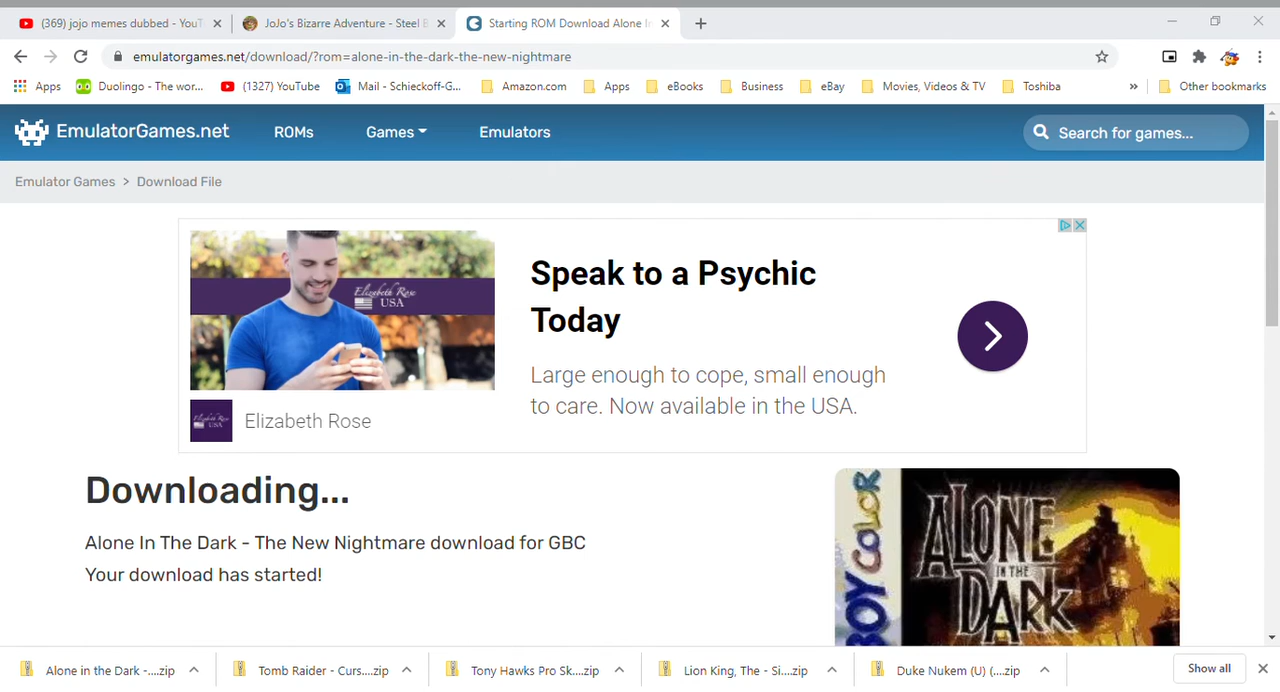 (369) jojo memes dubbed - YouT
JoJo's Bizarre Adventure - Steel B
Starting ROM Download Alone In
emulatorgames.net/download/?rom=alone-in-the-dark-the-new-nightmare
Apps
Duolingo - The wor...
(1327) YouTube
Mail - Schieckoff-G...
Amazon.com
Apps
eBooks
Business
eBay
Movies, Videos & TV
Toshiba
»
Other bookmarks
EmulatorGames.net
ROMs
Games
Emulators
Search for games...
Emulator Games > Download File
Elizabeth Rose
USA
Speak to a Psychic
Today
Large enough to cope, small enough
to care. Now available in the USA.
Elizabeth Rose
USA
Elizabeth Rose
Downloading...
Alone In The Dark - The New Nightmare download for GBC
Your download has started!
BOY COLOR
ALONE
IN THE
DARK
Alone in the Dark -....zip
Tomb Raider - Curs....zip
Tony Hawks Pro Sk....zip
Lion King, The - Si....zip
Duke Nukem (U) (....zip
Show all